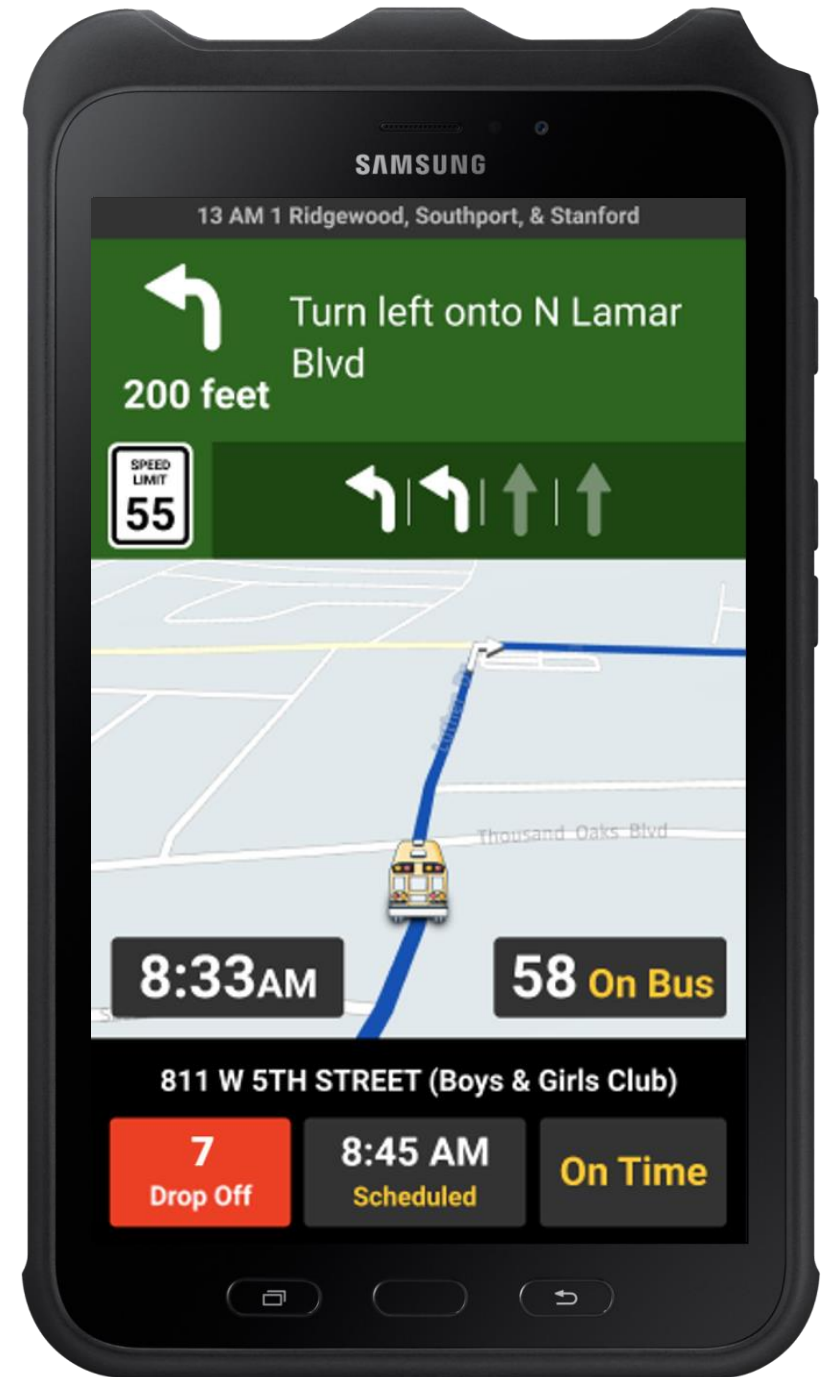 SAMSUNG
13 AM 1 Ridgewood, Southport, & Stanford
Turn left onto N Lamar
Blvd
200 feet
SPEED
LIMIT
55
Thousand Oaks Blvd
8:33AM
58 On Bus
811 W 5TH STREET (Boys & Girls Club)
7
Drop Off
8:45 AM
Scheduled
On Time